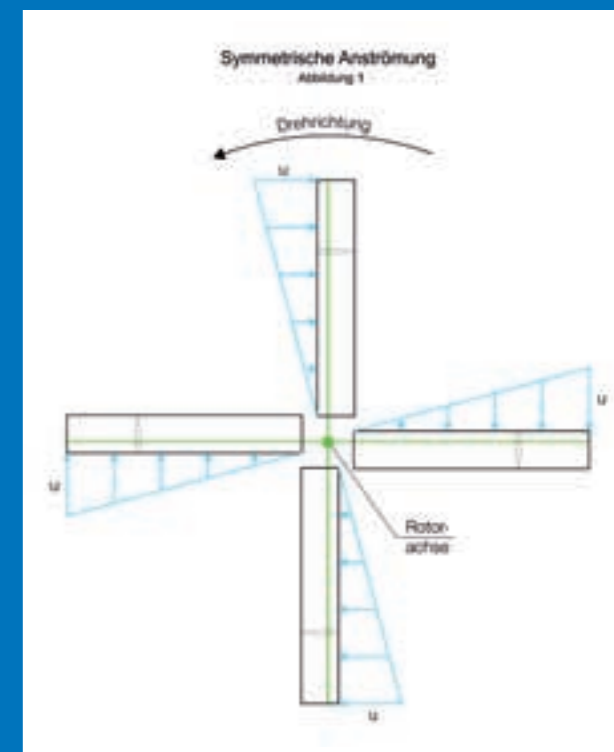 Symmetrische Anströmung
Abbildung 1
Drehrichtung
u
u
u
Rotor-
achse
u